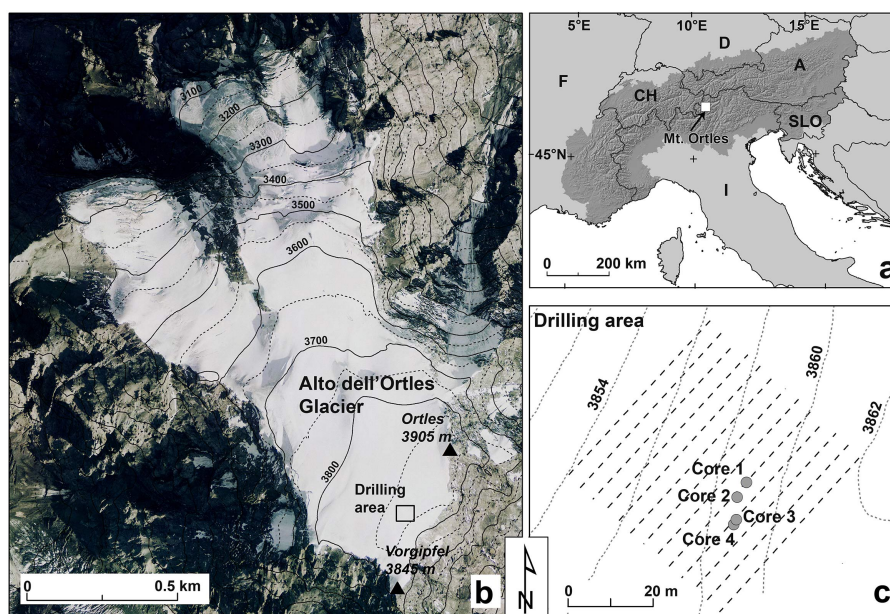 3100
3200
3300
3400
3500
3600
3700
Alto dell'Ortles
Glacier
Ortles
3905 m
3800
Drilling
area
Vorgipfel
3845 m
0
0.5 km
b
N
5°E
10°E
15°E
D
F
A
CH
SLO
Mt. Ortles
45°N
I
0
200 km
a
Drilling area
3854
3860
3862
Core 1
Core 2
Core 3
Core 4
0
20 m
c